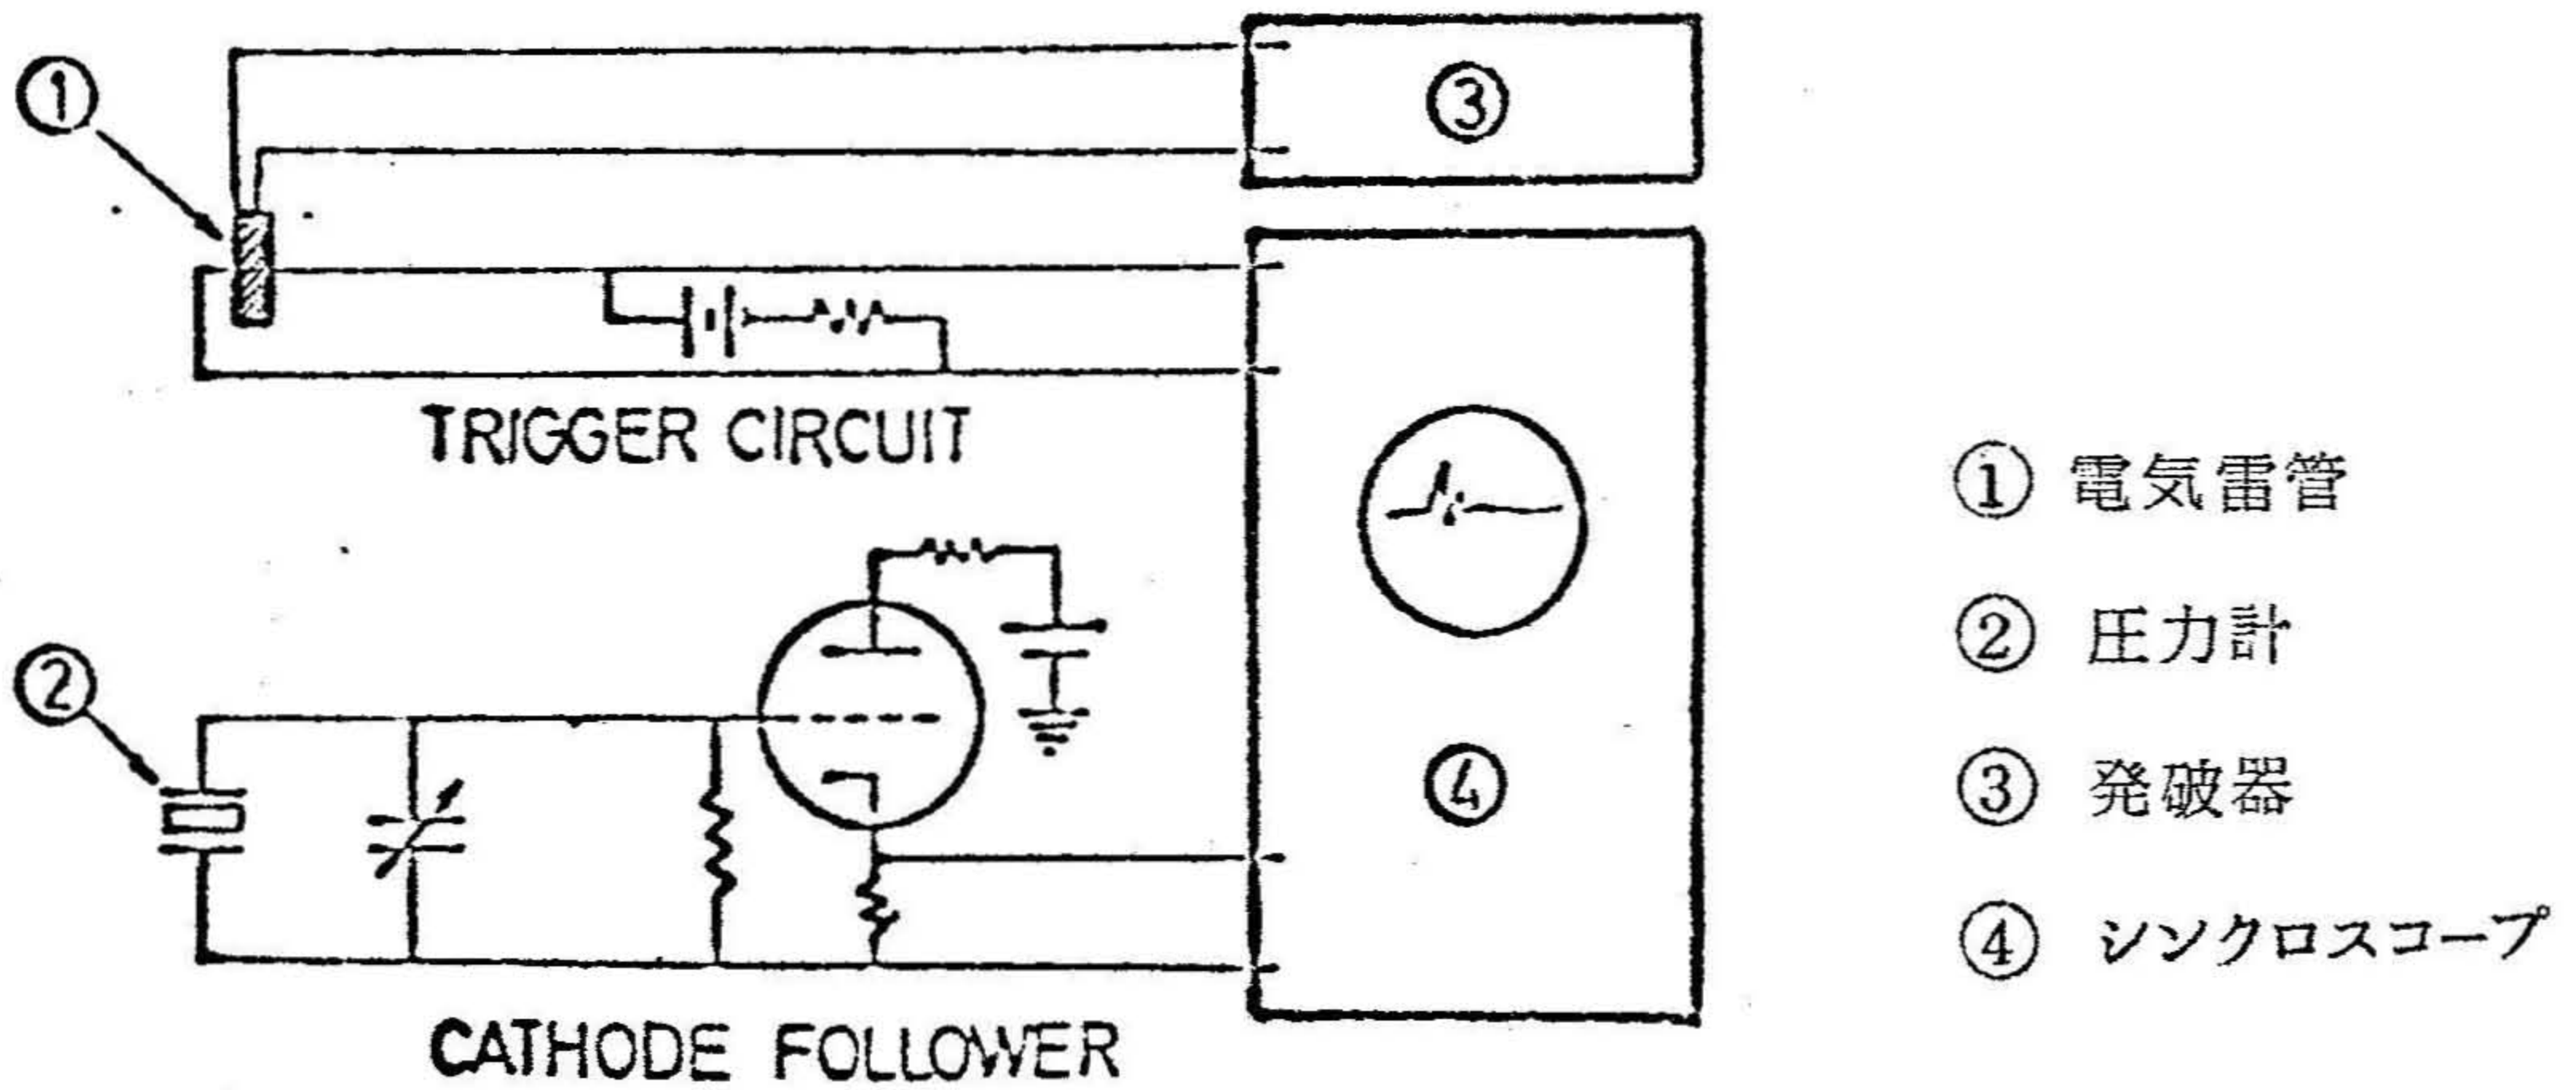 ①
③
TRIGGER CIRCUIT
②
④
CATHODE FOLLOWER
① 電気雷管
② 圧力計
③ 発破器
④ シンクロスコープ